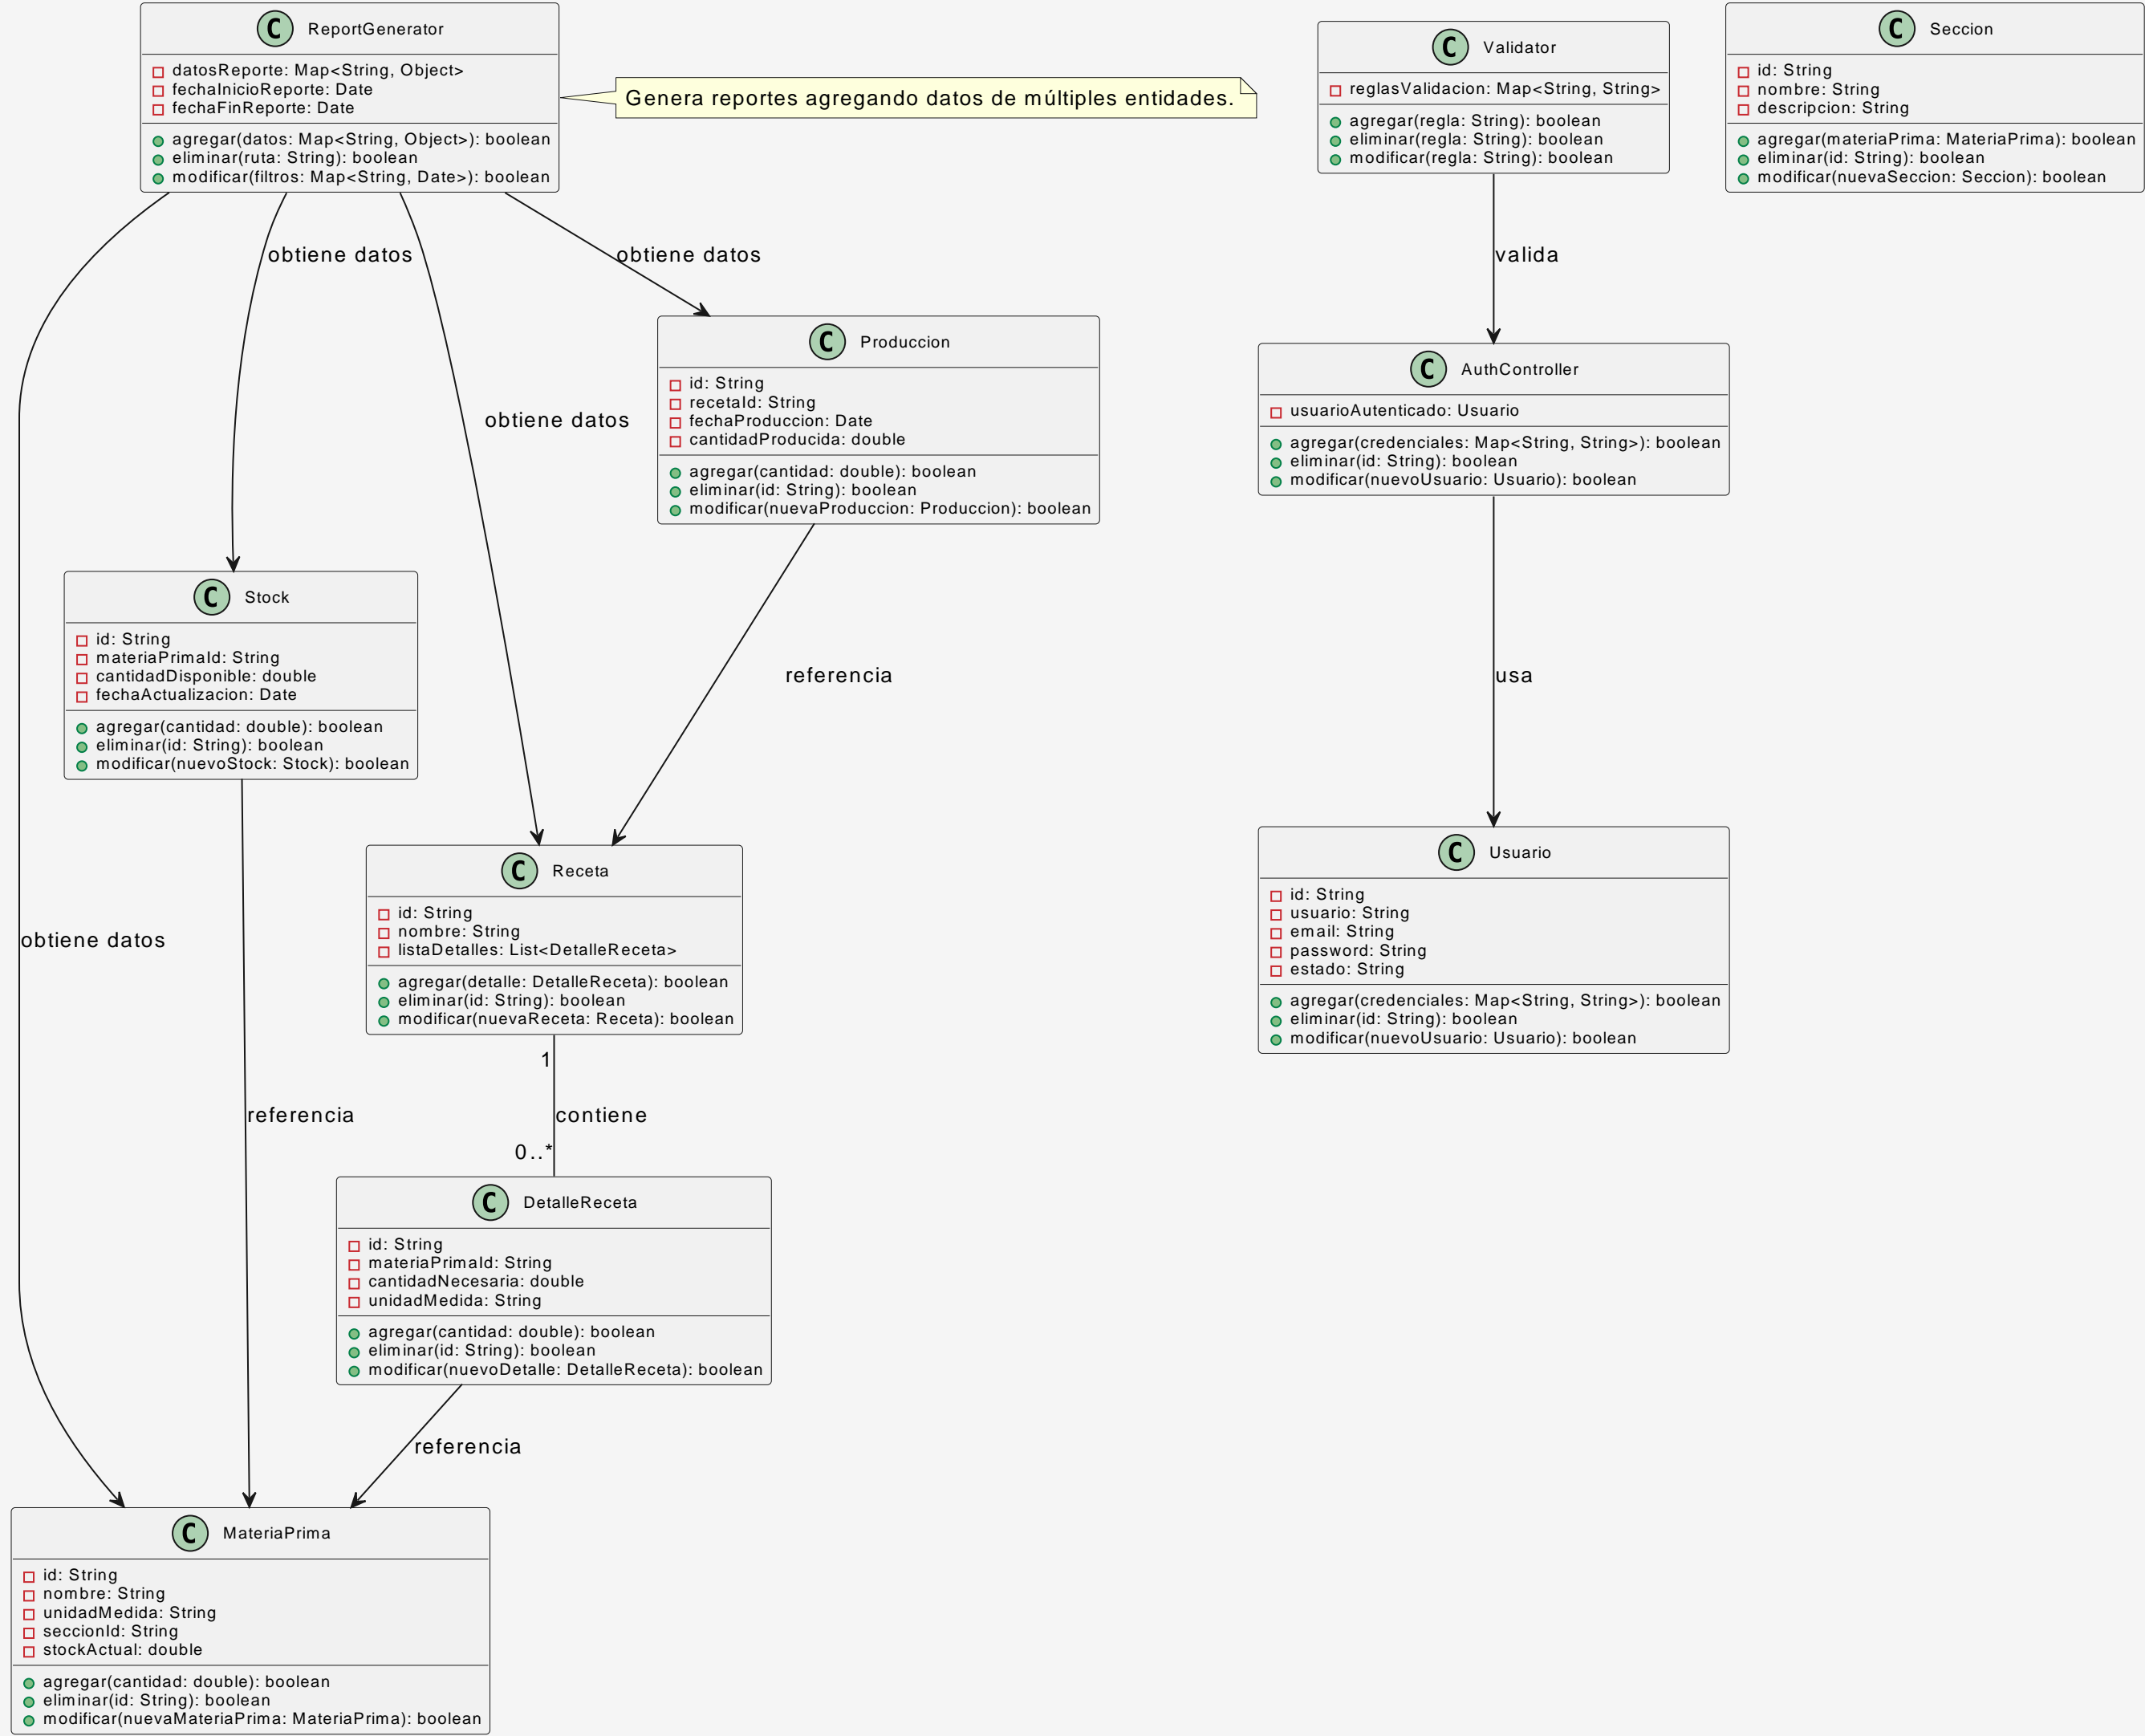 C ReportGenerator
datosReporte: Map<String, Object>
fechaInicioReporte: Date
fechaFinReporte: Date
agregar(datos: Map<String, Object>): boolean
eliminar(ruta: String): boolean
modificar(filtros: Map<String, Date>): boolean
Genera reportes agregando datos de múltiples entidades.
C Validator
reglasValidacion: Map<String, String>
agregar(regla: String): boolean
eliminar(regla: String): boolean
modificar(regla: String): boolean
C Seccion
id: String
nombre: String
descripcion: String
agregar(materiaPrima: MateriaPrima): boolean
eliminar(id: String): boolean
modificar(nuevaSeccion: Seccion): boolean
obtiene datos
obtiene datos
valida
C Produccion
id: String
recetaId: String
fechaProduccion: Date
cantidadProducida: double
agregar(cantidad: double): boolean
eliminar(id: String): boolean
modificar(nuevaProduccion: Produccion): boolean
obtiene datos
C AuthController
usuarioAutenticado: Usuario
agregar(credenciales: Map<String, String>): boolean
eliminar(id: String): boolean
modificar(nuevoUsuario: Usuario): boolean
C Stock
id: String
materiaPrimaId: String
cantidadDisponible: double
fechaActualizacion: Date
agregar(cantidad: double): boolean
eliminar(id: String): boolean
modificar(nuevoStock: Stock): boolean
referencia
usa
C Receta
id: String
nombre: String
listaDetalles: List<DetalleReceta>
agregar(detalle: DetalleReceta): boolean
eliminar(id: String): boolean
modificar(nuevaReceta: Receta): boolean
C Usuario
id: String
usuario: String
email: String
password: String
estado: String
agregar(credenciales: Map<String, String>): boolean
eliminar(id: String): boolean
modificar(nuevoUsuario: Usuario): boolean
obtiene datos
1
referencia
contiene
0..*
C DetalleReceta
id: String
materiaPrimaId: String
cantidadNecesaria: double
unidadMedida: String
agregar(cantidad: double): boolean
eliminar(id: String): boolean
modificar(nuevoDetalle: DetalleReceta): boolean
referencia
C MateriaPrima
id: String
nombre: String
unidadMedida: String
seccionId: String
stockActual: double
agregar(cantidad: double): boolean
eliminar(id: String): boolean
modificar(nuevaMateriaPrima: MateriaPrima): boolean